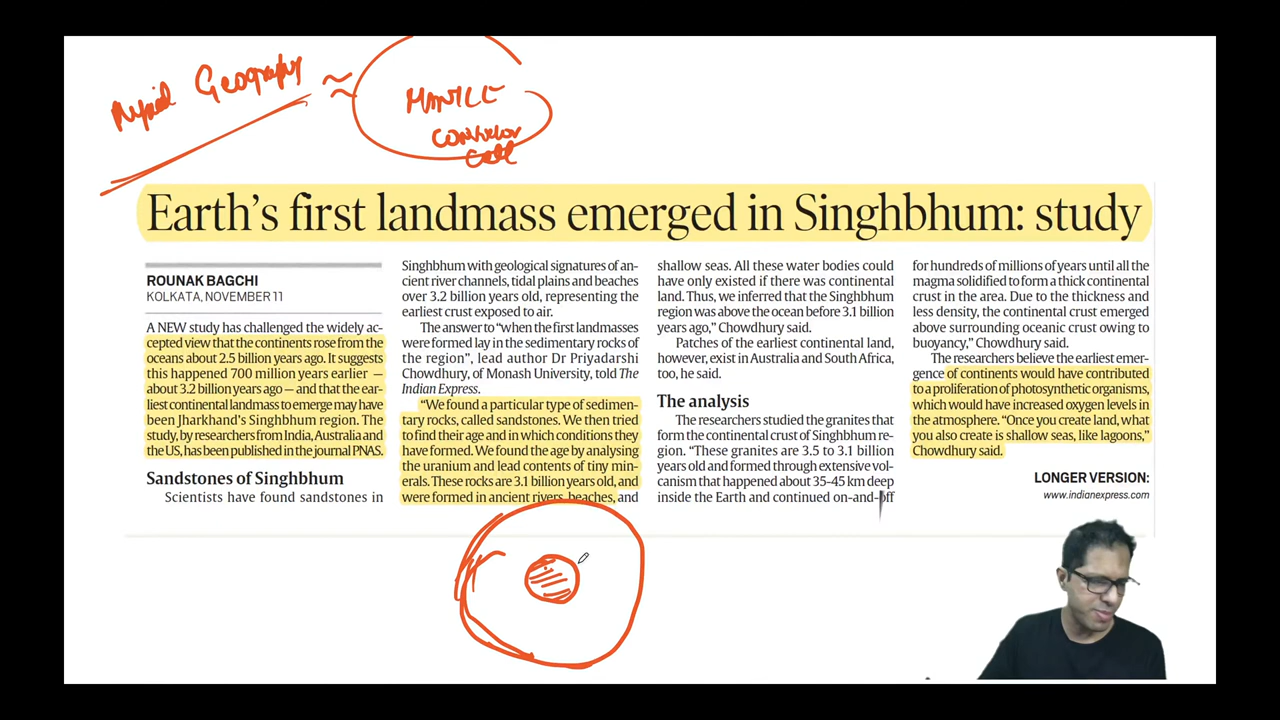 Geography ≈
MANTLE
Cell
Earth's first landmass emerged in Singhbhum: study
ROUNAK BAGCHI
KOLKATA, NOVEMBER 11
A NEW study has challenged the widely ac-
cepted view that the continents rose from the
oceans about 2.5 billion years ago. It suggests
this happened 700 million years earlier —
about 3.2 billion years ago — and that the ear-
liest continental landmass to emerge may have
been Jharkhand's Singhbhum region. The
study, by researchers from India, Australia and
the US, has been published in the journal PNAS.
Sandstones of Singhbhum
Scientists have found sandstones in
Singhbhum with geological signatures of an-
cient river channels, tidal plains and beaches
over 3.2 billion years old, representing the
earliest crust exposed to air.
The answer to "when the first landmasses
were formed lay in the sedimentary rocks of
the region", lead author Dr Priyadarshi
Chowdhury, of Monash University, told The
Indian Express.
"We found a particular type of sedimen-
tary rocks, called sandstones. We then tried
to find their age and in which conditions they
have formed. We found the age by analysing
the uranium and lead contents of tiny min-
erals. These rocks are 3.1 billion years old, and
were formed in ancient rivers, beaches, and
shallow seas. All these water bodies could
have only existed if there was continental
land. Thus, we inferred that the Singhbhum
region was above the ocean before 3.1 billion
years ago," Chowdhury said.
Patches of the earliest continental land,
however, exist in Australia and South Africa,
too, he said.
The analysis
The researchers studied the granites that
form the continental crust of Singhbhum re-
gion. "These granites are 3.5 to 3.1 billion
years old and formed through extensive vol-
canism that happened about 35-45 km deep
inside the Earth and continued on-and-off
for hundreds of millions of years until all the
magma solidified to form a thick continental
crust in the area. Due to the thickness and
less density, the continental crust emerged
above surrounding oceanic crust owing to
buoyancy," Chowdhury said.
The researchers believe the earliest emer-
gence of continents would have contributed
to a proliferation of photosynthetic organisms,
which would have increased oxygen levels in
the atmosphere. "Once you create land, what
you also create is shallow seas, like lagoons,"
Chowdhury said.
LONGER VERSION:
www.indianexpress.com